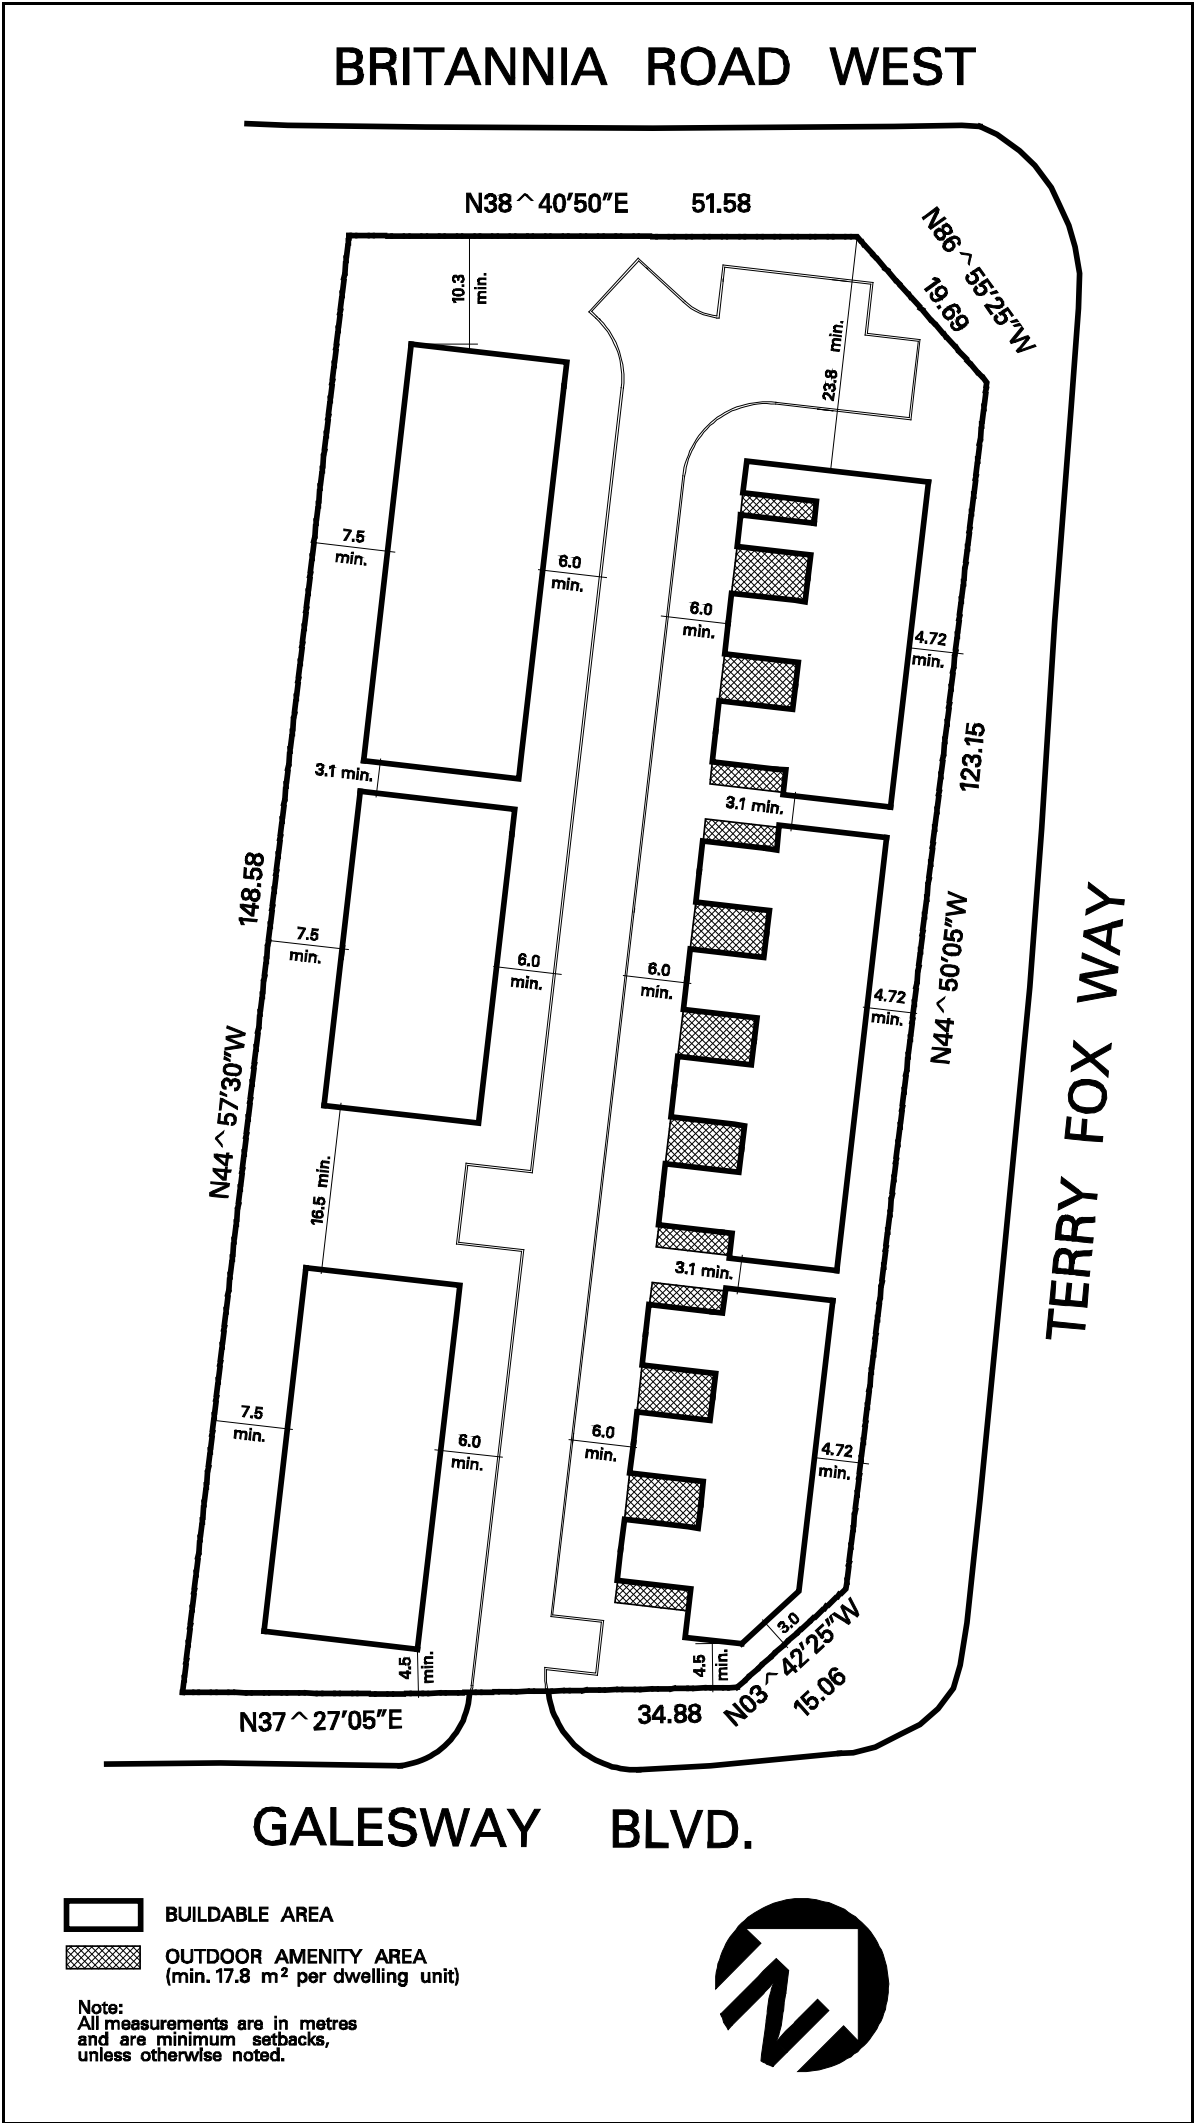 BRITANNIA ROAD WEST
N38^40'50"E 51.58
N86^55'25"W
19.69
10.3
min.
23.8 min.
7.5
min.
6.0
min.
6.0
min.
4.72
min.
3.1 min.
3.1 min.
123.15
148.58
7.5
min.
6.0
min.
6.0
min.
4.72
min.
N44^50'05"W
N44^57'30"W
TERRY FOX WAY
16.5 min.
3.1 min.
7.5
min.
6.0
min.
6.0
min.
4.72
min.
3.0
4.5
min.
4.5
min.
N03^42'25"W
15.06
34.88
N37^27'05"E
GALESWAY BLVD.
BUILDABLE AREA
OUTDOOR AMENITY AREA
(min. 17.8 m² per dwelling unit)
Note:
All measurements are in metres
and are minimum setbacks,
unless otherwise noted.
N